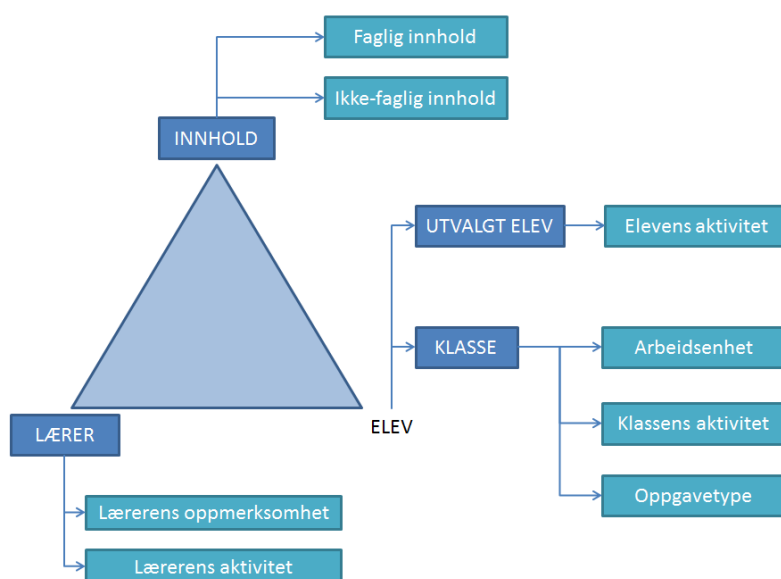 Faglig innhold
Ikke-faglig innhold
INNHOLD
UTVALGT ELEV
Elevens aktivitet
KLASSE
Arbeidsenhet
Klassens aktivitet
Oppgavetype
ELEV
LÆRER
Lærerens oppmerksomhet
Lærerens aktivitet